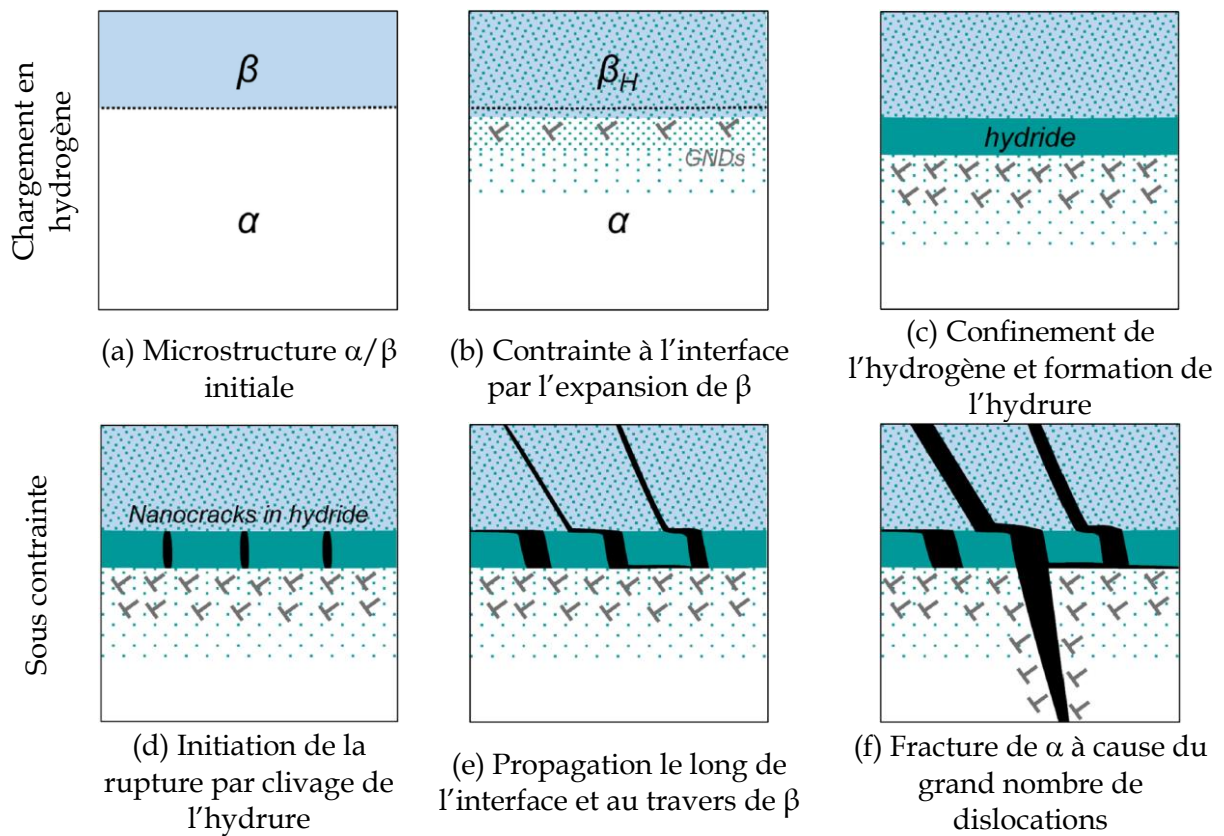 Chargement en
hydrogène
β
α
β_H
GNDs
α
hydride
(a) Microstructure α/β
initiale
(b) Contrainte à l'interface
par l'expansion de β
(c) Confinement de
l'hydrogène et formation de
l'hydrure
Sous contrainte
Nanocracks in hydride
(d) Initiation de la
rupture par clivage de
l'hydrure
(e) Propagation le long de
l'interface et au travers de β
(f) Fracture de α à cause du
grand nombre de
dislocations